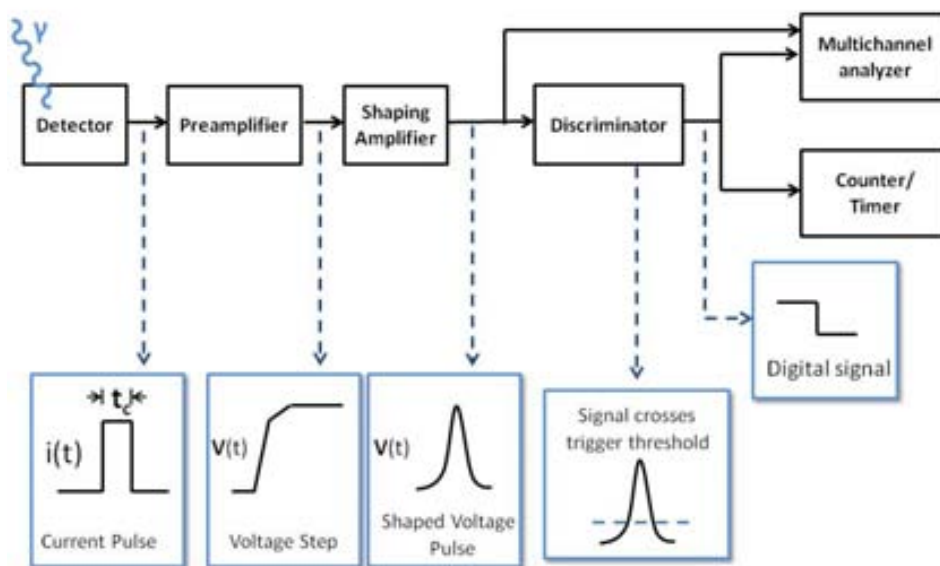 γ
Detector
Preamplifier
Shaping
Amplifier
Discriminator
Multichannel
analyzer
Counter/
Timer
Digital signal
tc
i(t)
Current Pulse
V(t)
Voltage Step
V(t)
Shaped Voltage
Pulse
Signal crosses
trigger threshold